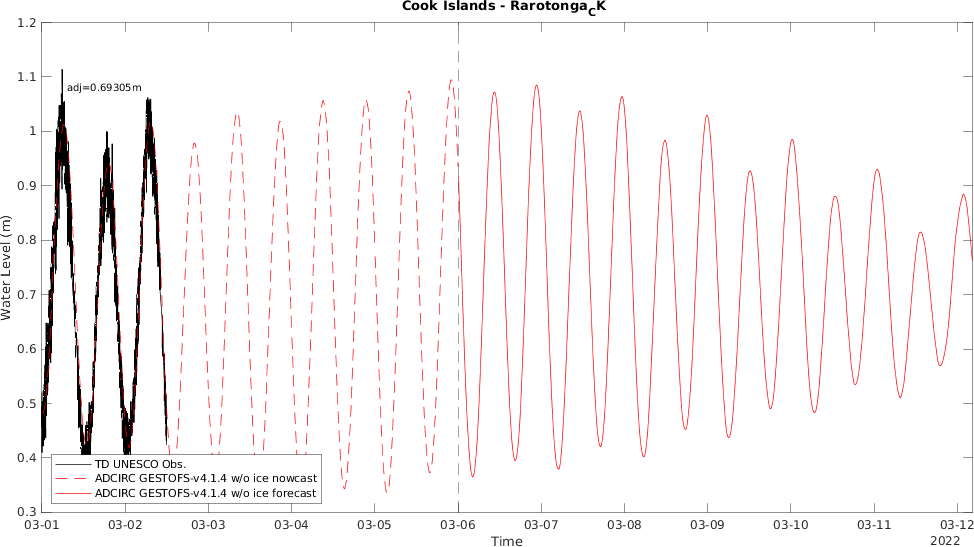 Cook Islands - RarotongaCK
1.2
1.1
adj=0.69305m
1
0.9
0.8
Water Level (m)
0.7
0.6
0.5
0.4
TD UNESCO Obs.
ADCIRC GESTOFS-v4.1.4 w/o ice nowcast
ADCIRC GESTOFS-v4.1.4 w/o ice forecast
0.3
03-01 03-02 03-03 03-04 03-05 03-06 03-07 03-08 03-09 03-10 03-11 03-12
Time
2022